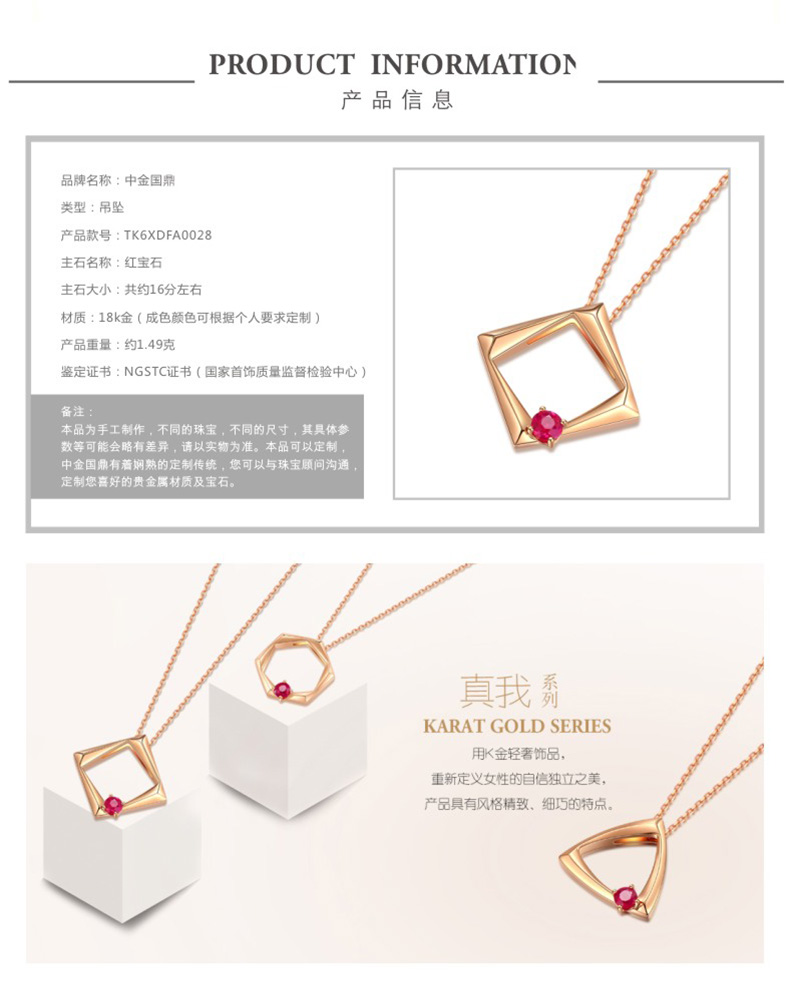 PRODUCT INFORMATION
产品信息
品牌名称：中金国鼎
类型：吊坠
产品款号：TK6XDFA0028
主石名称：红宝石
主石大小：共约16分左右
材质：18k金（成色颜色可根据个人要求定制）
产品重量：约1.49克
鉴定证书：NGSTC证书（国家首饰质量监督检验中心）
备注：
本品为手工制作，不同的珠宝，不同的尺寸，其具体参
数等可能会略有差异，请以实物为准。本品可以定制，
中金国鼎有着娴熟的定制传统，您可以与珠宝顾问沟通，
定制您喜好的贵金属材质及宝石。
真我系列
KARAT GOLD SERIES
用K金轻奢饰品，
重新定义女性的自信独立之美，
产品具有风格精致、细巧的特点。